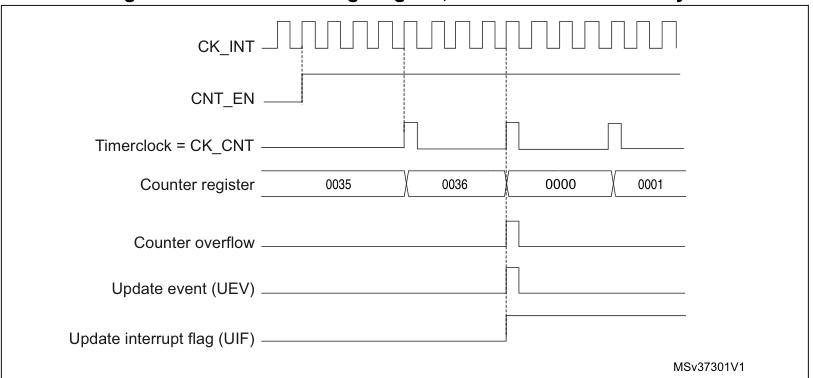 CK_INT
CNT_EN
Timerclock = CK_CNT
Counter register 0035 0036 0000 0001
Counter overflow
Update event (UEV)
Update interrupt flag (UIF)
MSv37301V1